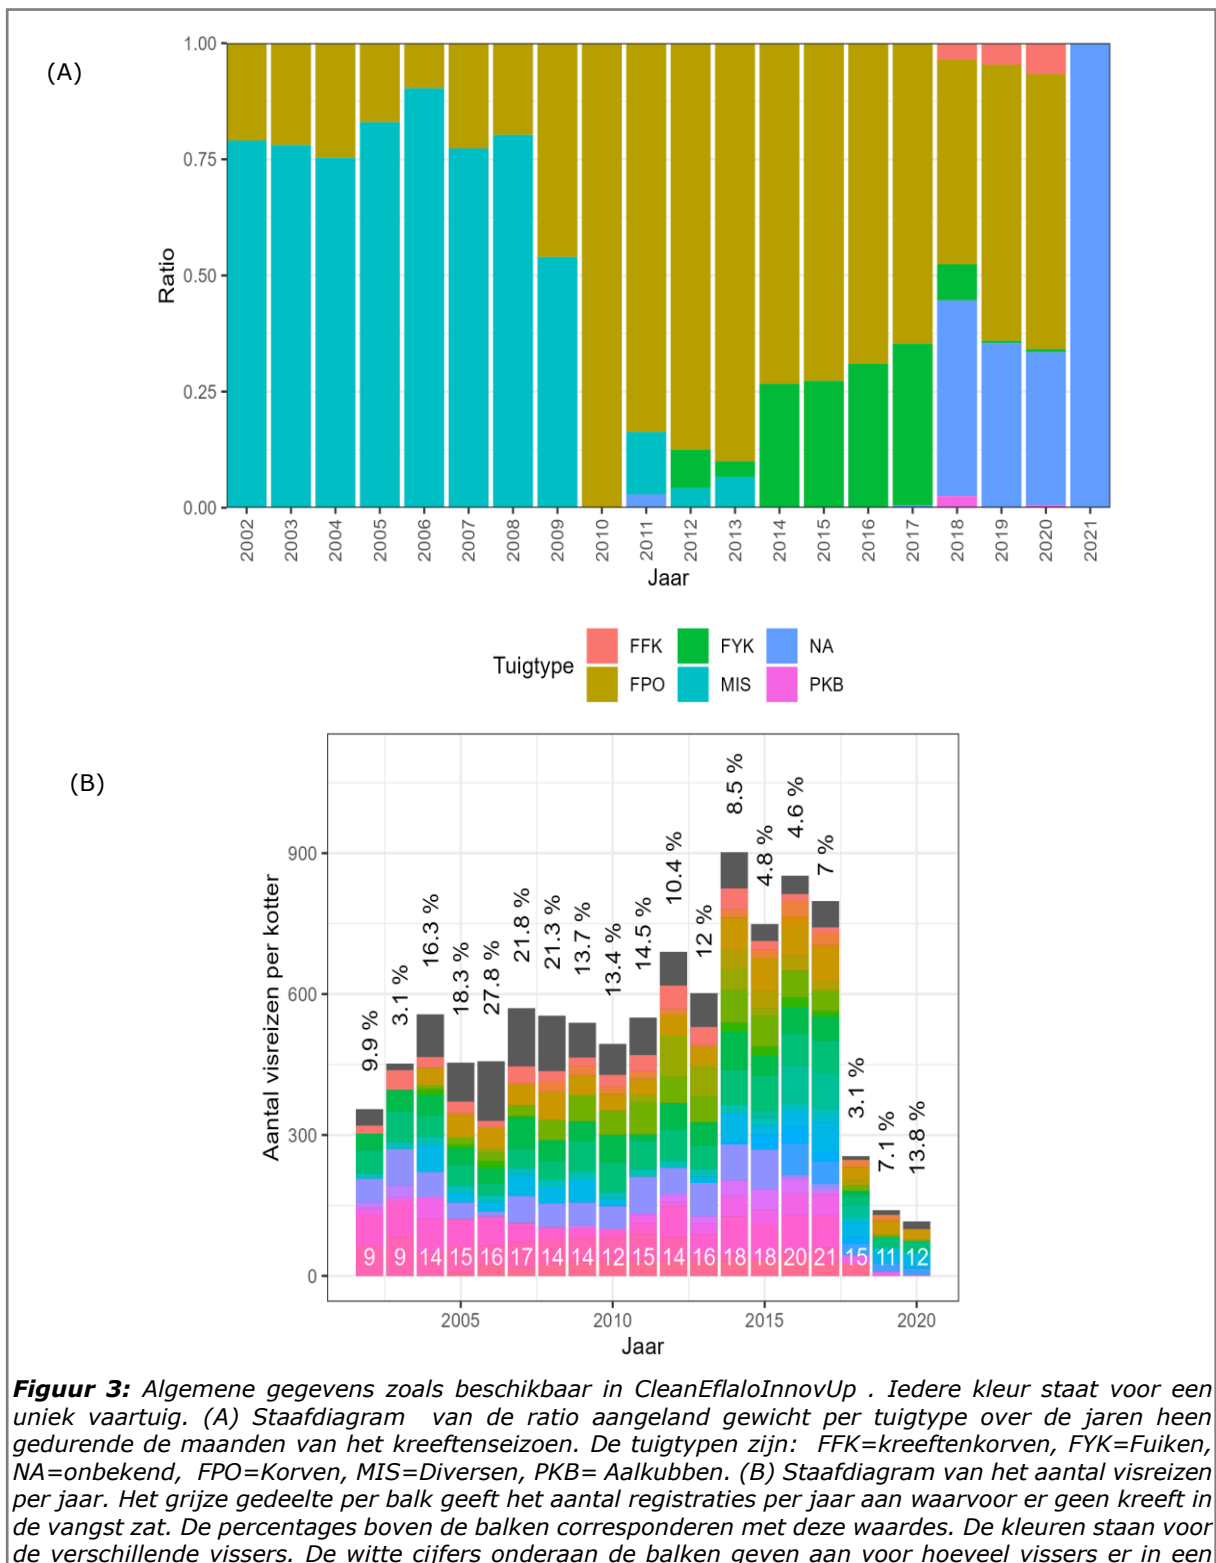 (A)
1.00
0.75
0.50
0.25
0.00
Ratio
2002 2003 2004 2005 2006 2007 2008 2009 2010 2011 2012 2013 2014 2015 2016 2017 2018 2019 2020 2021
Jaar
Tuigtype
FFK FYK NA
FPO MIS PKB
(B)
900
600
300
0
Aantal visreizen per kotter
9.9 % 3.1 % 16.3 % 18.3 % 27.8 % 21.8 % 21.3 % 13.7 % 13.4 % 14.5 % 10.4 % 12 % 8.5 % 4.8 % 4.6 % 7 % 3.1 % 7.1 % 13.8 %
9 9 14 15 16 17 14 14 12 15 14 16 18 18 20 21 15 11 12
2005 2010 2015 2020
Jaar
Figuur 3: Algemene gegevens zoals beschikbaar in CleanEflaloInnovUp . Iedere kleur staat voor een
uniek vaartuig. (A) Staafdiagram van de ratio aangeland gewicht per tuigtype over de jaren heen
gedurende de maanden van het kreeftenseizoen. De tuigtypen zijn: FFK=kreeftenkorven, FYK=Fuiken,
NA=onbekend, FPO=Korven, MIS=Diversen, PKB= Aalkubben. (B) Staafdiagram van het aantal visreizen
per jaar. Het grijze gedeelte per balk geeft het aantal registraties per jaar aan waarvoor er geen kreeft in
de vangst zat. De percentages boven de balken corresponderen met deze waardes. De kleuren staan voor
de verschillende vissers. De witte cijfers onderaan de balken geven aan voor hoeveel vissers er in een